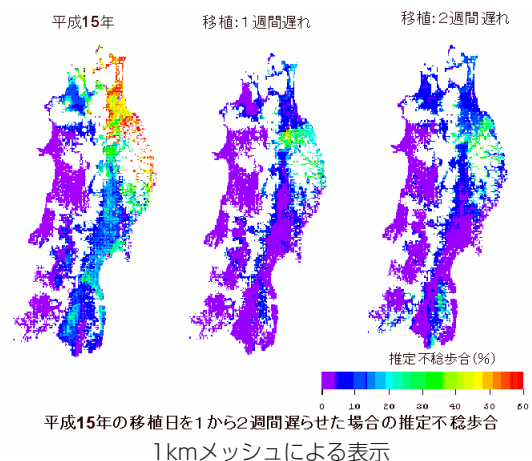 平成15年
移植:1週間遅れ
移植:2週間遅れ
推定不稔歩合(%)
0 10 20 30 40 50 60
平成15年の移植日を1から2週間遅らせた場合の推定不稔歩合
1kmメッシュによる表示